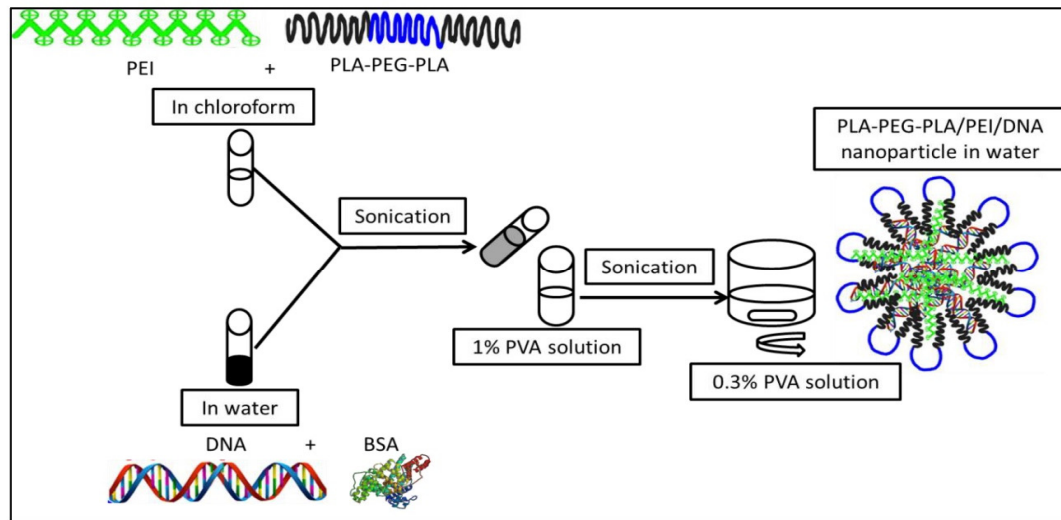 PEI
+
PLA-PEG-PLA
In chloroform
PLA-PEG-PLA/PEI/DNA
nanoparticle in water
Sonication
Sonication
1% PVA solution
0.3% PVA solution
In water
DNA
+
BSA